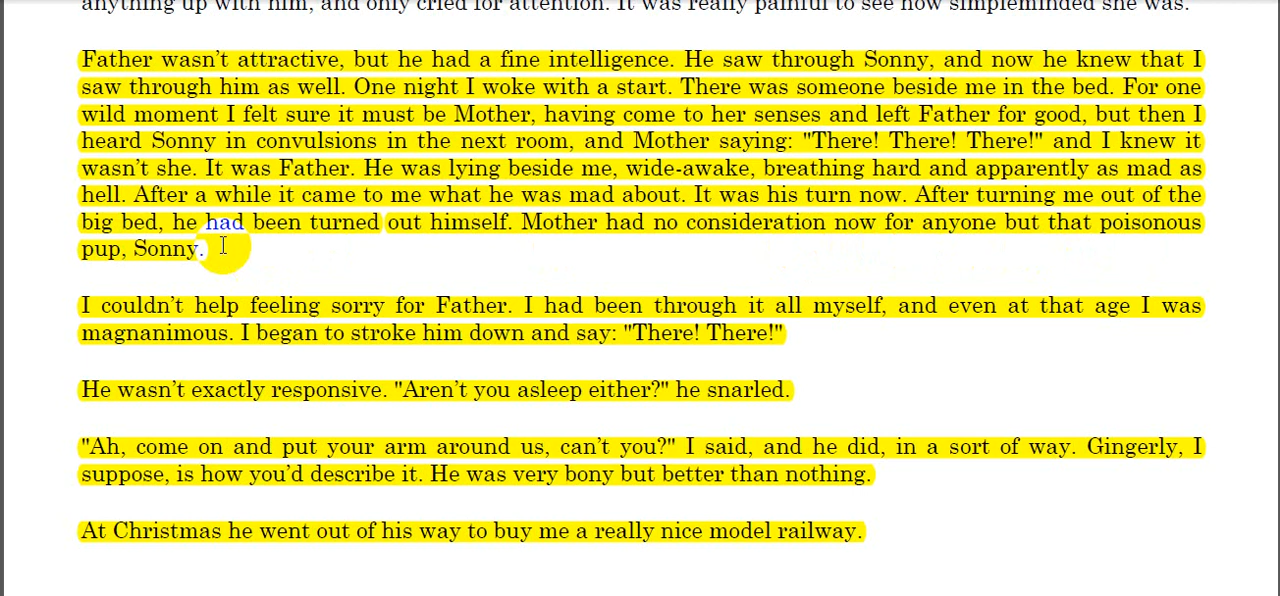 anything up with him, and only cried for attention. It was really painful to see how simpleminded she was.
Father wasn't attractive, but he had a fine intelligence. He saw through Sonny, and now he knew that I
saw through him as well. One night I woke with a start. There was someone beside me in the bed. For one
wild moment I felt sure it must be Mother, having come to her senses and left Father for good, but then I
heard Sonny in convulsions in the next room, and Mother saying: "There! There! There!" and I knew it
wasn't she. It was Father. He was lying beside me, wide-awake, breathing hard and apparently as mad as
hell. After a while it came to me what he was mad about. It was his turn now. After turning me out of the
big bed, he had been turned out himself. Mother had no consideration now for anyone but that poisonous
pup, Sonny.
I couldn't help feeling sorry for Father. I had been through it all myself, and even at that age I was
magnanimous. I began to stroke him down and say: "There! There!"
He wasn't exactly responsive. "Aren't you asleep either?" he snarled.
"Ah, come on and put your arm around us, can't you?" I said, and he did, in a sort of way. Gingerly, I
suppose, is how you'd describe it. He was very bony but better than nothing.
At Christmas he went out of his way to buy me a really nice model railway.